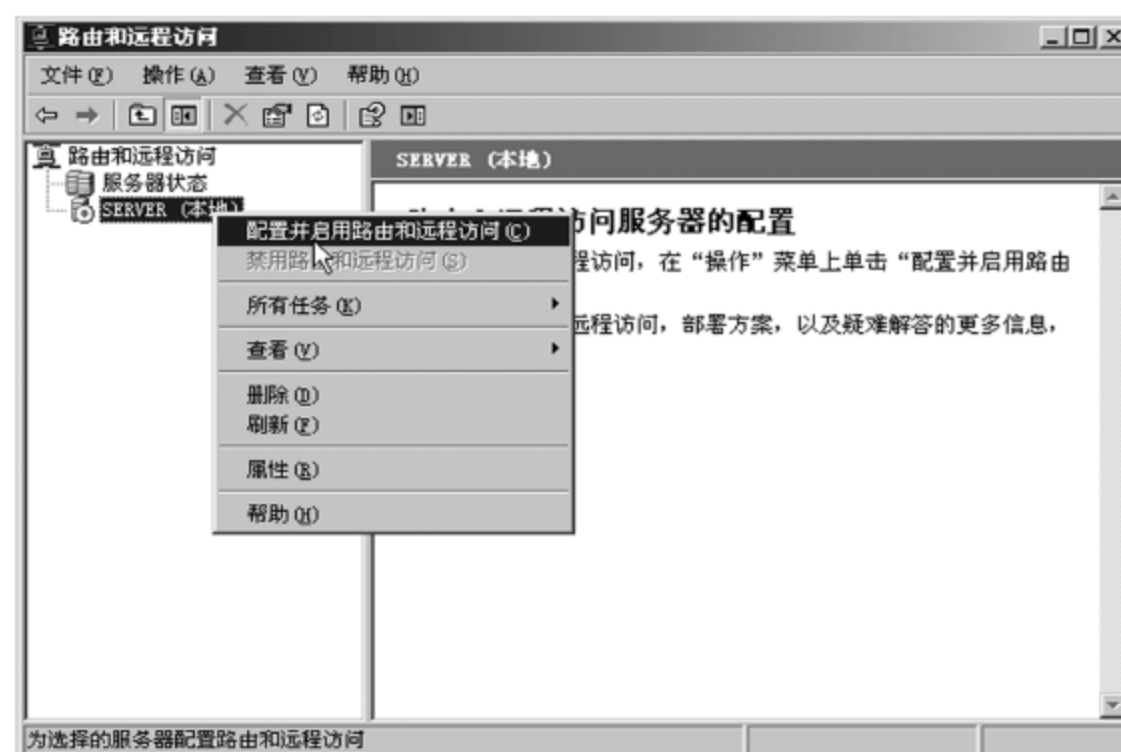 路由和远程访问
文件(F) 操作(A) 查看(V) 帮助(H)
路由和远程访问
服务器状态
SERVER (本地)
SERVER (本地)
访问服务器的配置
程访问，在“操作”菜单上单击“配置并启用路由
远程访问，部署方案，以及疑难解答的更多信息，
配置并启用路由和远程访问(C)
禁用路由和远程访问(S)
所有任务(K)
查看(V)
删除(D)
刷新(F)
属性(R)
帮助(H)
为选择的服务器配置路由和远程访问